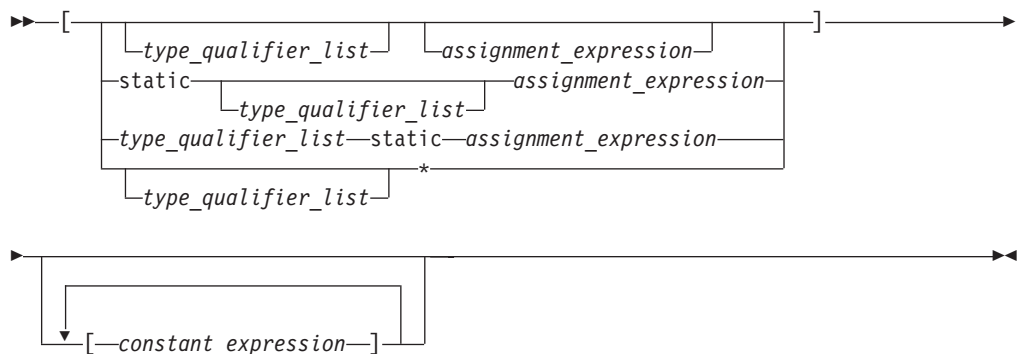 [ type_qualifier_list assignment_expression ]
static type_qualifier_list assignment_expression
type_qualifier_list static assignment_expression
type_qualifier_list *
[ constant expression ]